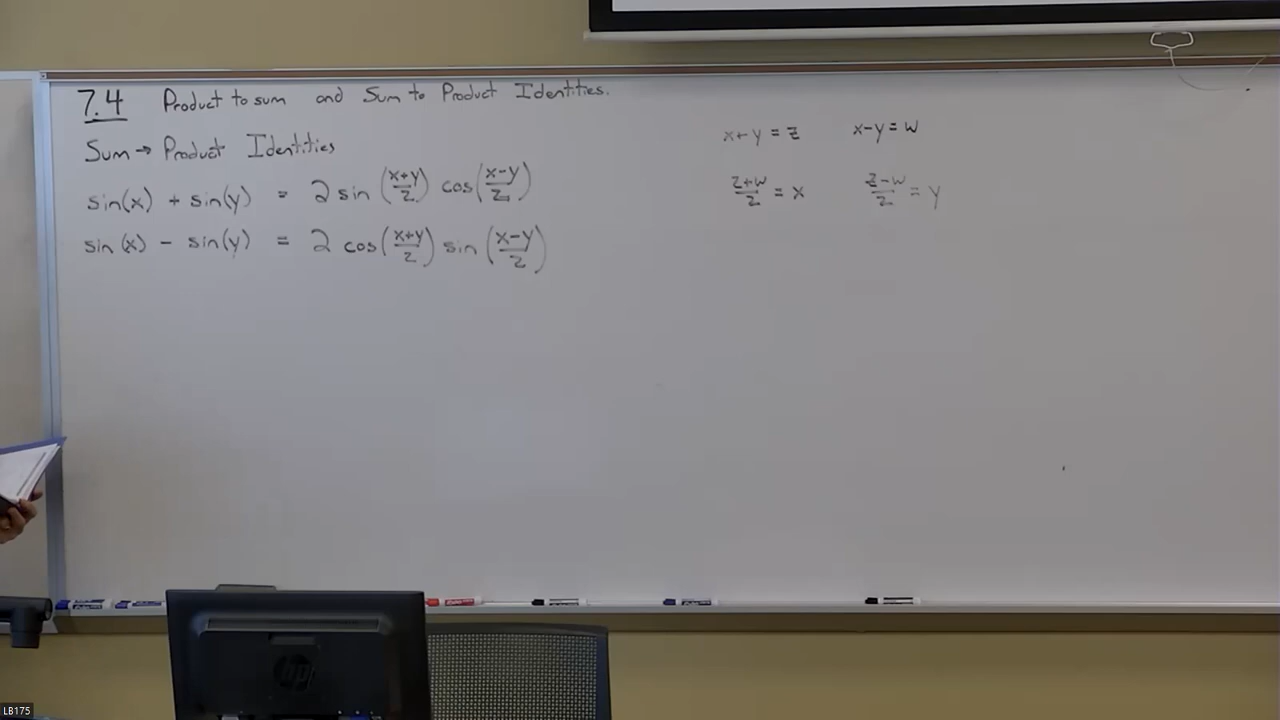 7.4 Product to sum and Sum to Product Identities.
Sum → Product Identities
sin(x) + sin(y) = 2 sin (x+y/2) cos(x-y/2)
sin(x) - sin(y) = 2 cos(x+y/2) sin (x-y/2)
x+y = z x-y = w
z+w/2 = x z-w/2 = y
hp
LB175